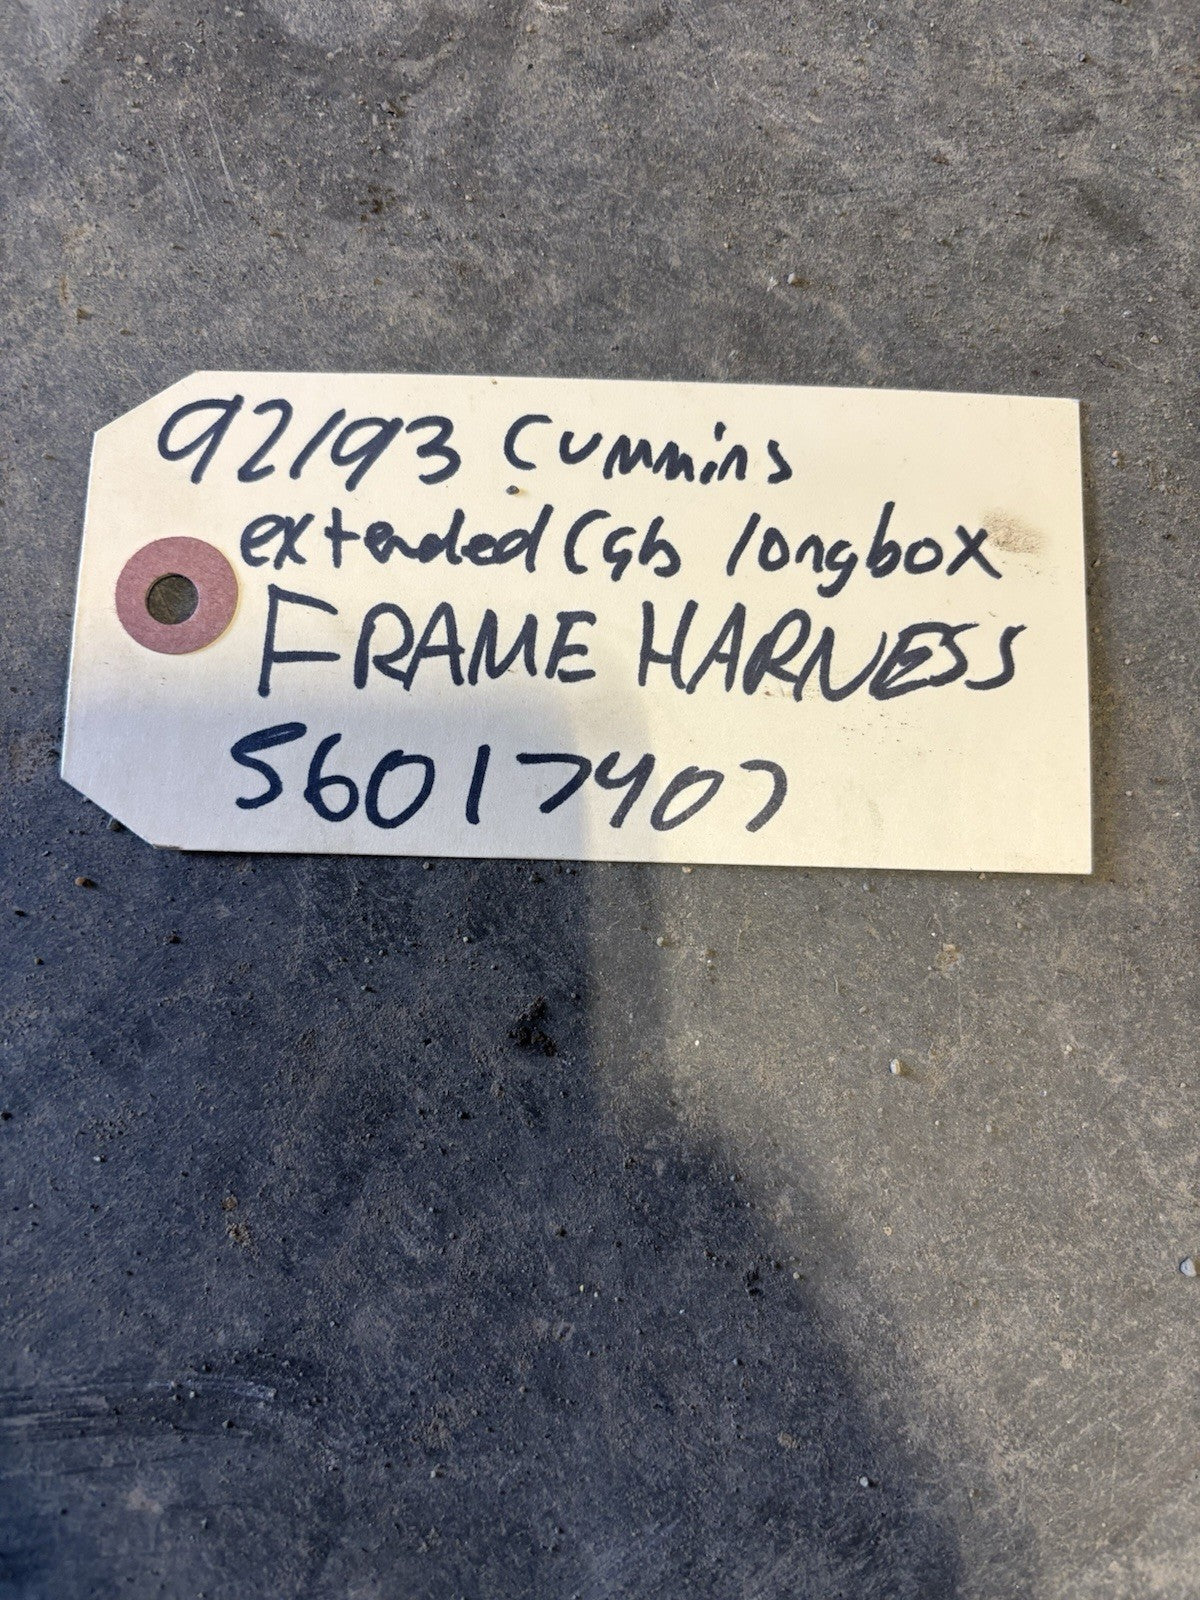 92/93 Cummins
extended Cab longbox
FRAME HARNESS
56017407